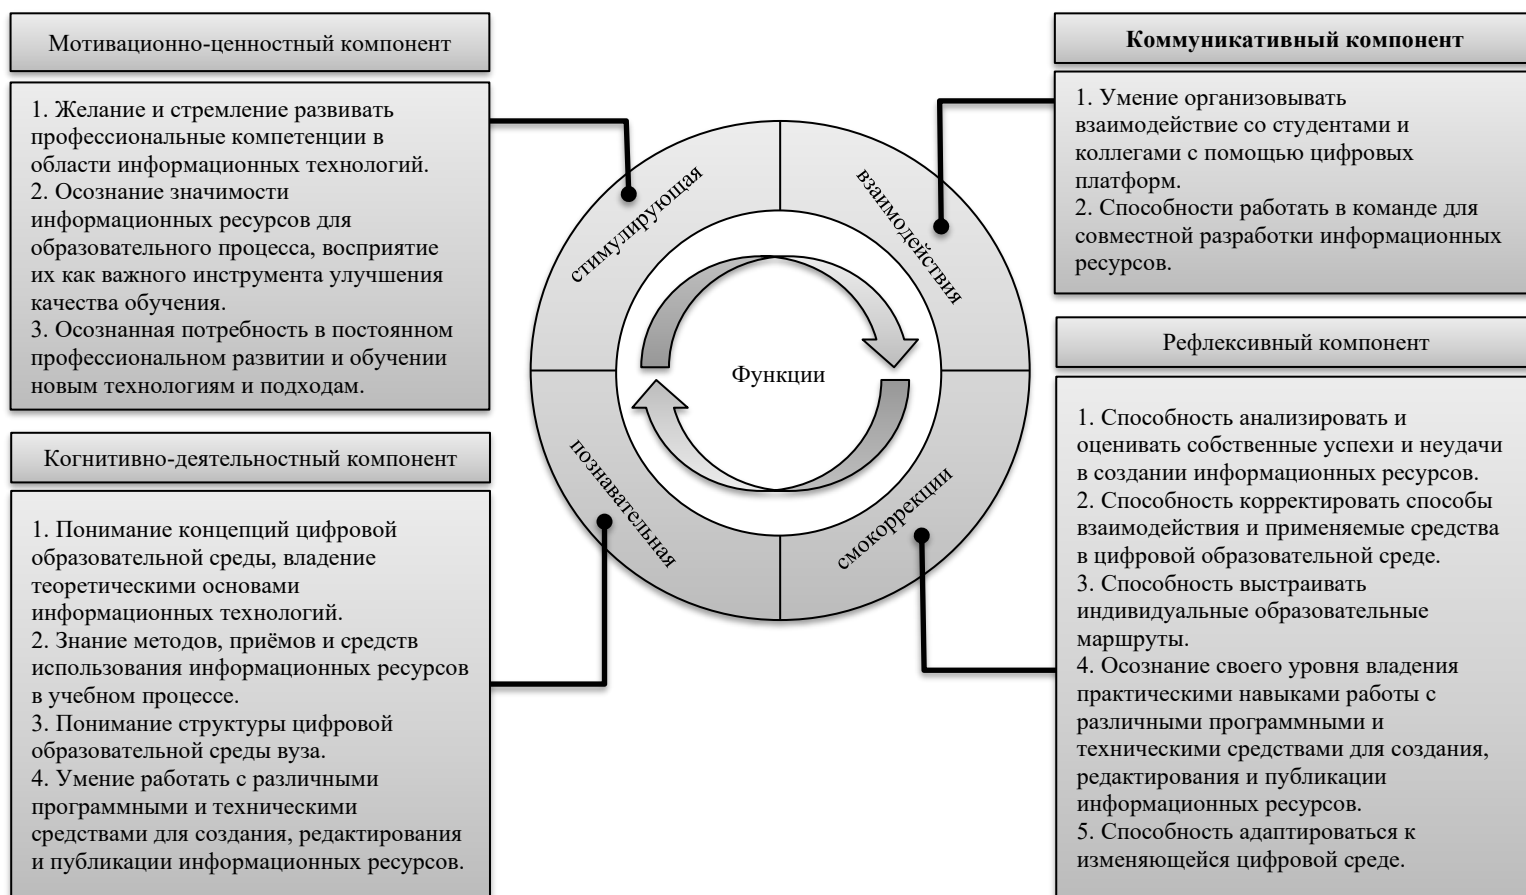 Мотивационно-ценностный компонент
1. Желание и стремление развивать
профессиональные компетенции в
области информационных технологий.
2. Осознание значимости
информационных ресурсов для
образовательного процесса, восприятие
их как важного инструмента улучшения
качества обучения.
3. Осознанная потребность в постоянном
профессиональном развитии и обучении
новым технологиям и подходам.
Когнитивно-деятельностный компонент
1. Понимание концепций цифровой
образовательной среды, владение
теоретическими основами
информационных технологий.
2. Знание методов, приёмов и средств
использования информационных ресурсов
в учебном процессе.
3. Понимание структуры цифровой
образовательной среды вуза.
4. Умение работать с различными
программными и техническими
средствами для создания, редактирования
и публикации информационных ресурсов.
стимулирующая
взаимодействия
Функции
познавательная
смокоррекции
Коммуникативный компонент
1. Умение организовывать
взаимодействие со студентами и
коллегами с помощью цифровых
платформ.
2. Способности работать в команде для
совместной разработки информационных
ресурсов.
Рефлексивный компонент
1. Способность анализировать и
оценивать собственные успехи и неудачи
в создании информационных ресурсов.
2. Способность корректировать способы
взаимодействия и применяемые средства
в цифровой образовательной среде.
3. Способность выстраивать
индивидуальные образовательные
маршруты.
4. Осознание своего уровня владения
практическими навыками работы с
различными программными и
техническими средствами для создания,
редактирования и публикации
информационных ресурсов.
5. Способность адаптироваться к
изменяющейся цифровой среде.